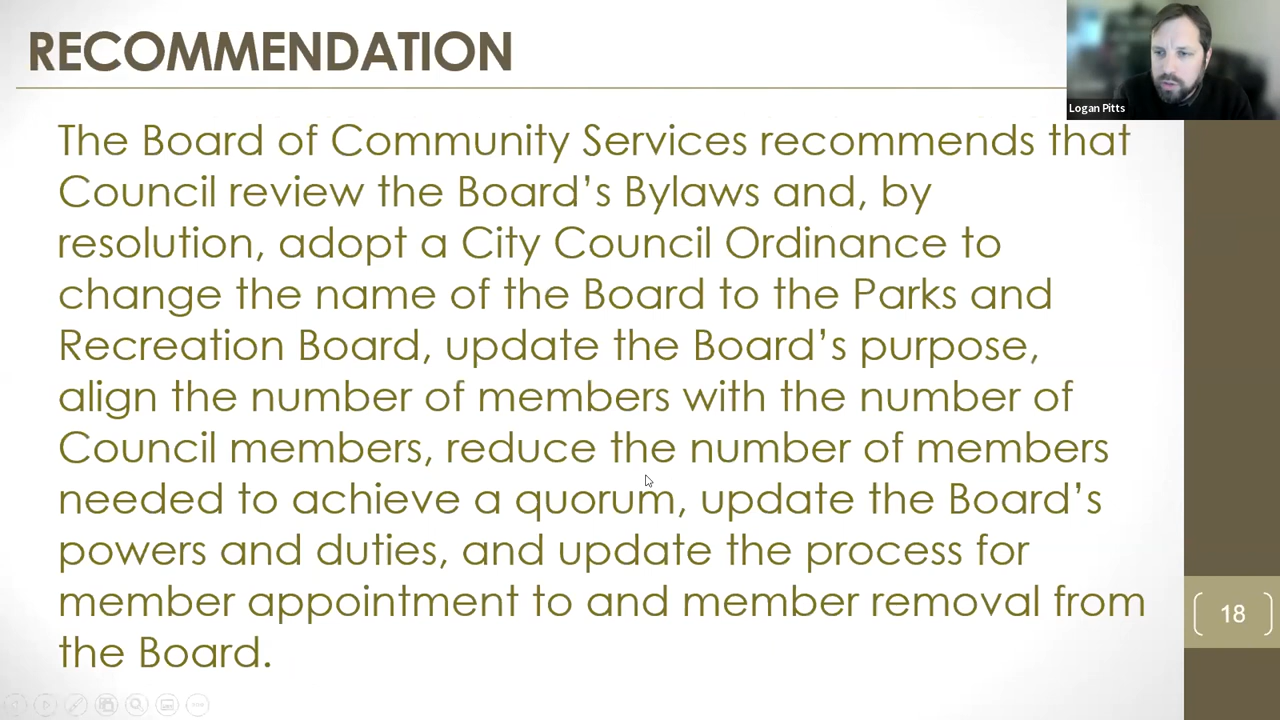 RECOMMENDATION
Logan Pitts
The Board of Community Services recommends that
Council review the Board's Bylaws and, by
resolution, adopt a City Council Ordinance to
change the name of the Board to the Parks and
Recreation Board, update the Board's purpose,
align the number of members with the number of
Council members, reduce the number of members
needed to achieve a quorum, update the Board's
powers and duties, and update the process for
member appointment to and member removal from
the Board.
18